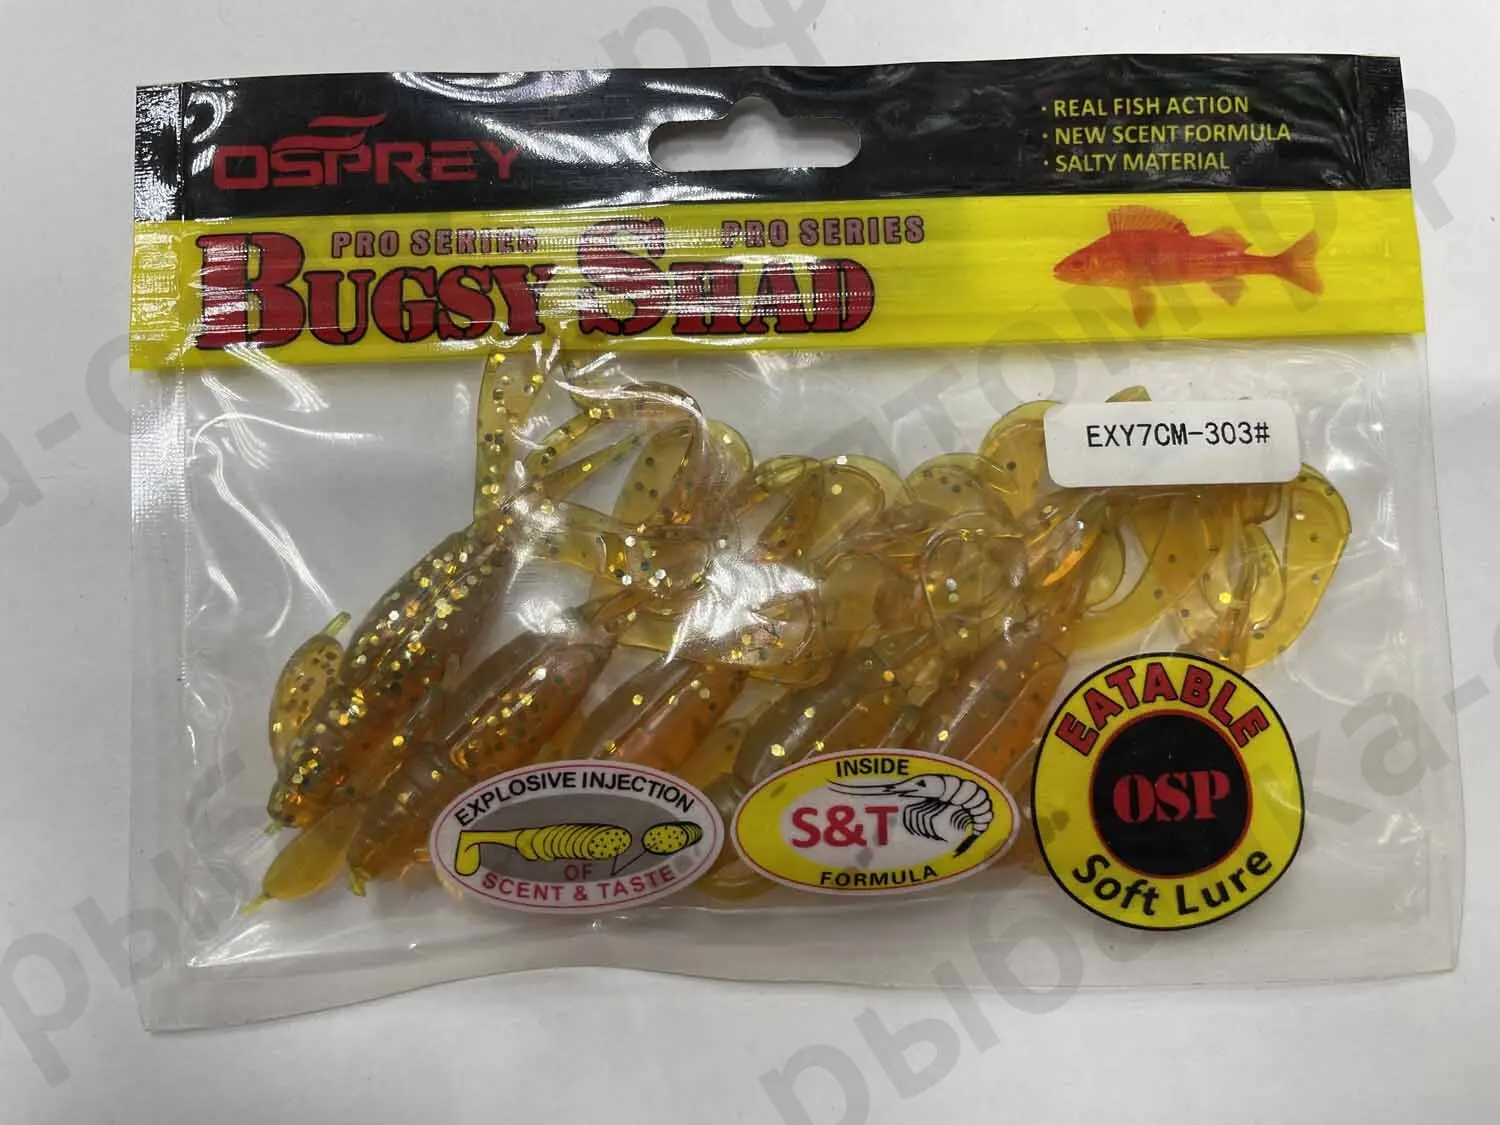 OSPREY
· REAL FISH ACTION
· NEW SCENT FORMULA
· SALTY MATERIAL
PRO SERIES PRO SERIES
BUGSY SHAD
EXY7CM-303#
EXPLOSIVE INJECTION
OF
SCENT & TASTE
INSIDE
S&T
FORMULA
EATABLE
OSP
Soft Lure